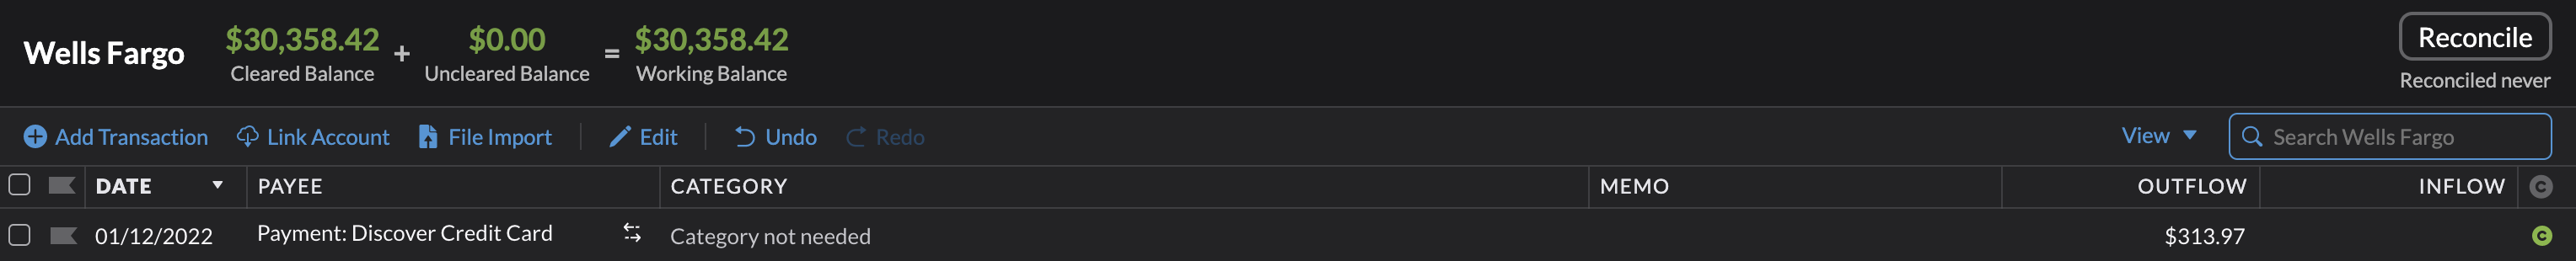 Wells Fargo
$30,358.42 + $0.00 = $30,358.42
Cleared Balance Uncleared Balance Working Balance
Reconcile
Reconciled never
Add Transaction Link Account File Import Edit Undo Redo View Search Wells Fargo
DATE PAYEE CATEGORY MEMO OUTFLOW INFLOW C
01/12/2022 Payment: Discover Credit Card Category not needed $313.97 C